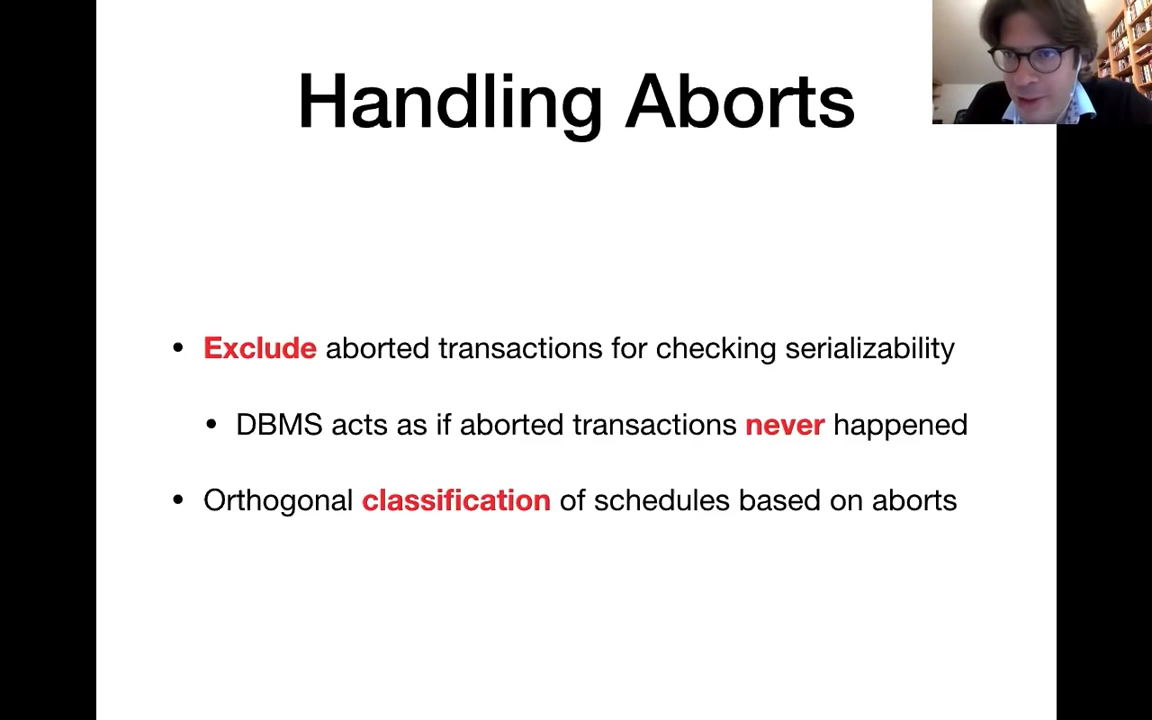 Handling Aborts
• Exclude aborted transactions for checking serializability
• DBMS acts as if aborted transactions never happened
• Orthogonal classification of schedules based on aborts